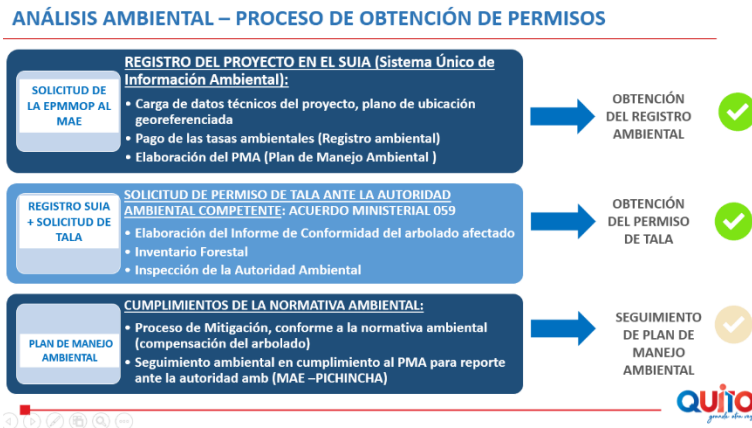 ANÁLISIS AMBIENTAL – PROCESO DE OBTENCIÓN DE PERMISOS
SOLICITUD DE
LA EPMMOP AL
MAE
REGISTRO DEL PROYECTO EN EL SUIA (Sistema Único de
Información Ambiental):
• Carga de datos técnicos del proyecto, plano de ubicación
georeferenciada
• Pago de las tasas ambientales (Registro ambiental)
• Elaboración del PMA (Plan de Manejo Ambiental )
OBTENCIÓN
DEL REGISTRO
AMBIENTAL
REGISTRO SUIA
+ SOLICITUD DE
TALA
SOLICITUD DE PERMISO DE TALA ANTE LA AUTORIDAD
AMBIENTAL COMPETENTE: ACUERDO MINISTERIAL 059
• Elaboración del Informe de Conformidad del arbolado afectado
• Inventario Forestal
• Inspección de la Autoridad Ambiental
OBTENCIÓN
DEL PERMISO
DE TALA
PLAN DE MANEJO
AMBIENTAL
CUMPLIMIENTOS DE LA NORMATIVA AMBIENTAL:
• Proceso de Mitigación, conforme a la normativa ambiental
(compensación del arbolado)
• Seguimiento ambiental en cumplimiento al PMA para reporte
ante la autoridad amb (MAE –PICHINCHA)
SEGUIMIENTO
DE PLAN DE
MANEJO
AMBIENTAL
QUITO
grande otra vez